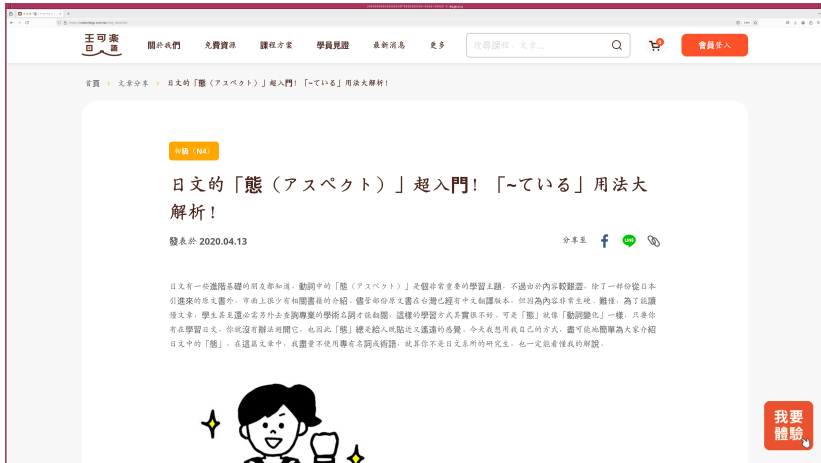 王可樂
日語
關於我們
免費資源
課程方案
學員見證
最新消息
更多
搜尋課程、文章...
0
會員登入
首頁 › 文章分享 › 日文的「態（アスペクト）」超入門！「~ている」用法大解析！
初級（N4）
日文的「態（アスペクト）」超入門！「~ている」用法大
解析！
發表於 2020.04.13
分享至
LINE
日文有一些進階基礎的朋友都知道，動詞中的「態（アスペクト）」是個非常重要的學習主題，不過由於內容較艱澀，除了一部份從日本
引進來的原文書外，市面上很少有相關書籍的介紹。儘管部份原文書在台灣已經有中文翻譯版本，但因為內容非常生硬、難懂，為了能讀
懂文章，學生甚至還必需另外去查詢專業的學術名詞才能翻閱，這樣的學習方式其實很不好。可是「態」就像「動詞變化」一樣，只要你
有在學習日文，你就沒有辦法避開它，也因此「態」總是給人既貼近又遙遠的感覺。今天我想用我自己的方式，盡可能地簡單為大家介紹
日文中的「態」。在這篇文章中，我盡量不使用專有名詞或術語，就算你不是日文系所的研究生，也一定能看懂我的解說。
我要
體驗